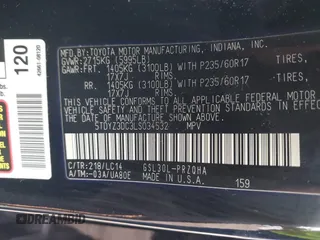 MFD. BY: TOYOTA MOTOR MANUFACTURING, INDIANA, INC.
GVWR: 2715KG (5995LB)
GAWR: FRT. 1405KG (3100LB) WITH P235/60R17 TIRES,
17X7J RIMS,
RR. 1405KG (3100LB) WITH P235/60R17 TIRES,
17X7J RIMS,
THIS VEHICLE CONFORMS TO ALL APPLICABLE FEDERAL MOTOR
VEHICLE SAFETY, BUMPER, AND THEFT PREVENTION STANDARDS IN
EFFECT ON THE DATE OF MANUFACTURE SHOWN ABOVE.
5TDYZ3DC3LS034532 MPV
C/TR: 218/LC14 GSL30L-PRZQHA
A/TM: -03A/UA80E MADE IN U.S.A.
159
120